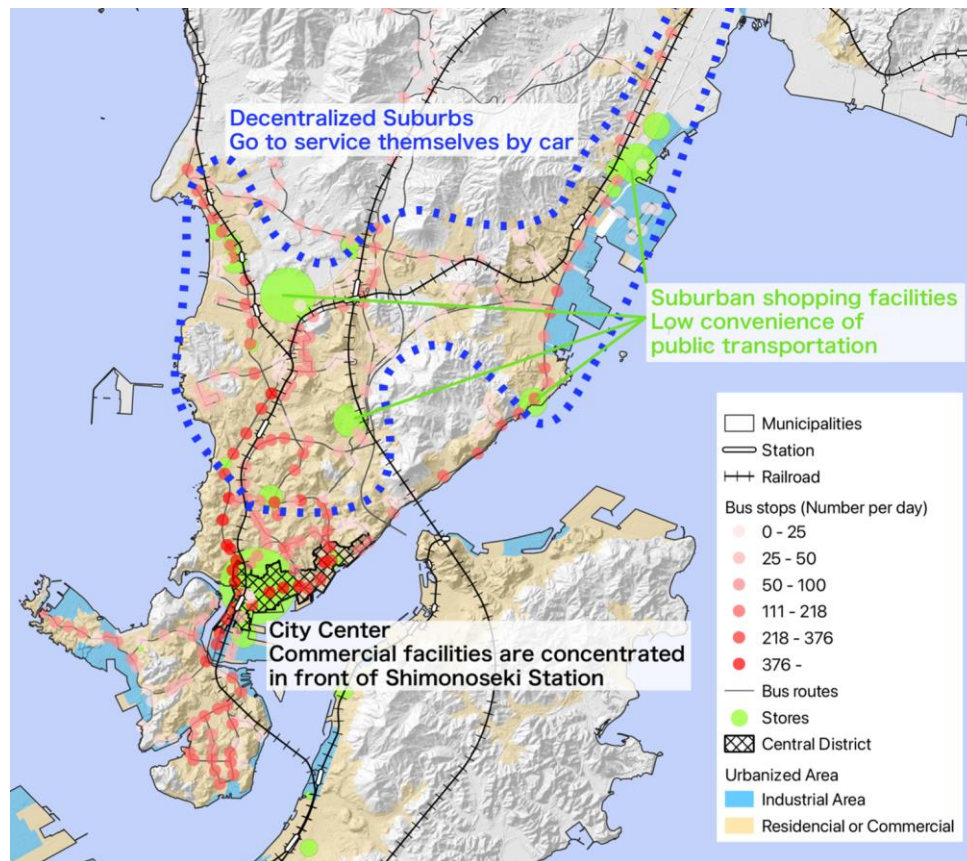 Decentralized Suburbs
Go to service themselves by car
Suburban shopping facilities
Low convenience of
public transportation
City Center
Commercial facilities are concentrated
in front of Shimonoseki Station
Municipalities
Station
Railroad
Bus stops (Number per day)
0 - 25
25 - 50
50 - 100
111 - 218
218 - 376
376 -
Bus routes
Stores
Central District
Urbanized Area
Industrial Area
Residencial or Commercial